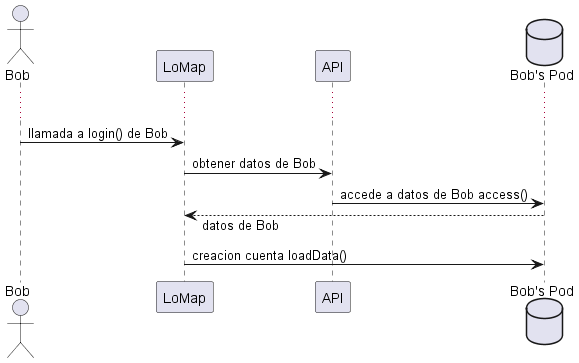 Bob
LoMap
API
Bob's Pod
llamada a login() de Bob
obtener datos de Bob
accede a datos de Bob access()
datos de Bob
creacion cuenta loadData()
Bob
LoMap
API
Bob's Pod